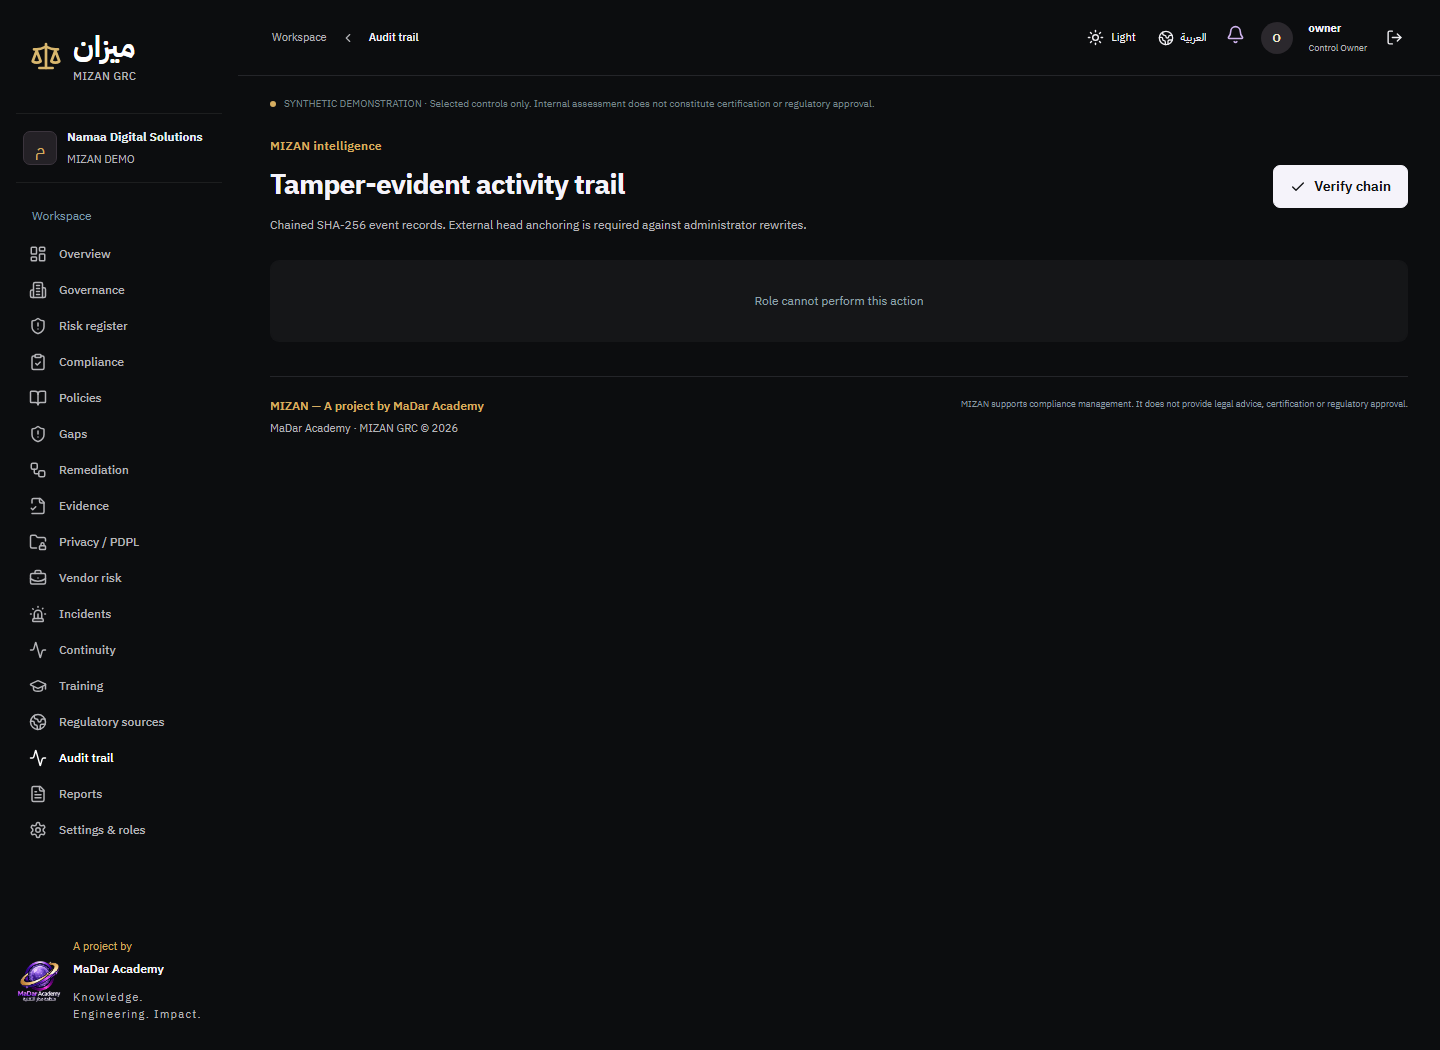 ميزان
MIZAN GRC
Namaa Digital Solutions
MIZAN DEMO
Workspace
Overview
Governance
Risk register
Compliance
Policies
Gaps
Remediation
Evidence
Privacy / PDPL
Vendor risk
Incidents
Continuity
Training
Regulatory sources
Audit trail
Reports
Settings & roles
A project by
MaDar Academy
Knowledge.
Engineering. Impact.
MaDar Academy
Workspace
Audit trail
Light
العربية
O
owner
Control Owner
SYNTHETIC DEMONSTRATION · Selected controls only. Internal assessment does not constitute certification or regulatory approval.
MIZAN intelligence
Tamper-evident activity trail
Verify chain
Chained SHA-256 event records. External head anchoring is required against administrator rewrites.
Role cannot perform this action
MIZAN — A project by MaDar Academy
MaDar Academy · MIZAN GRC © 2026
MIZAN supports compliance management. It does not provide legal advice, certification or regulatory approval.